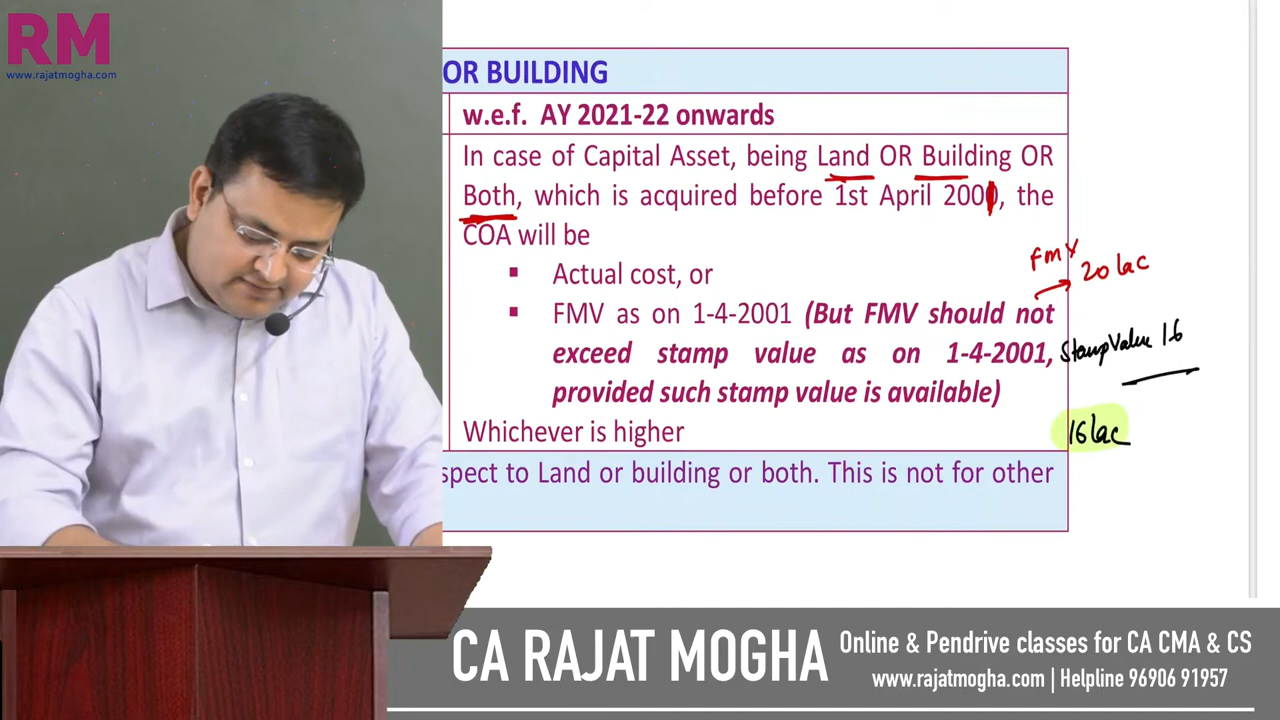 RM
www.rajatmogha.com
OR BUILDING
w.e.f. AY 2021-22 onwards
In case of Capital Asset, being Land OR Building OR
Both, which is acquired before 1st April 2001, the
COA will be
▪ Actual cost, or
▪ FMV as on 1-4-2001 (But FMV should not
exceed stamp value as on 1-4-2001,
provided such stamp value is available)
Whichever is higher
spect to Land or building or both. This is not for other
FMV
20 lac
Stamp Value 16
16 lac
CA RAJAT MOGHA
Online & Pendrive classes for CA CMA & CS
www.rajatmogha.com | Helpline 96906 91957